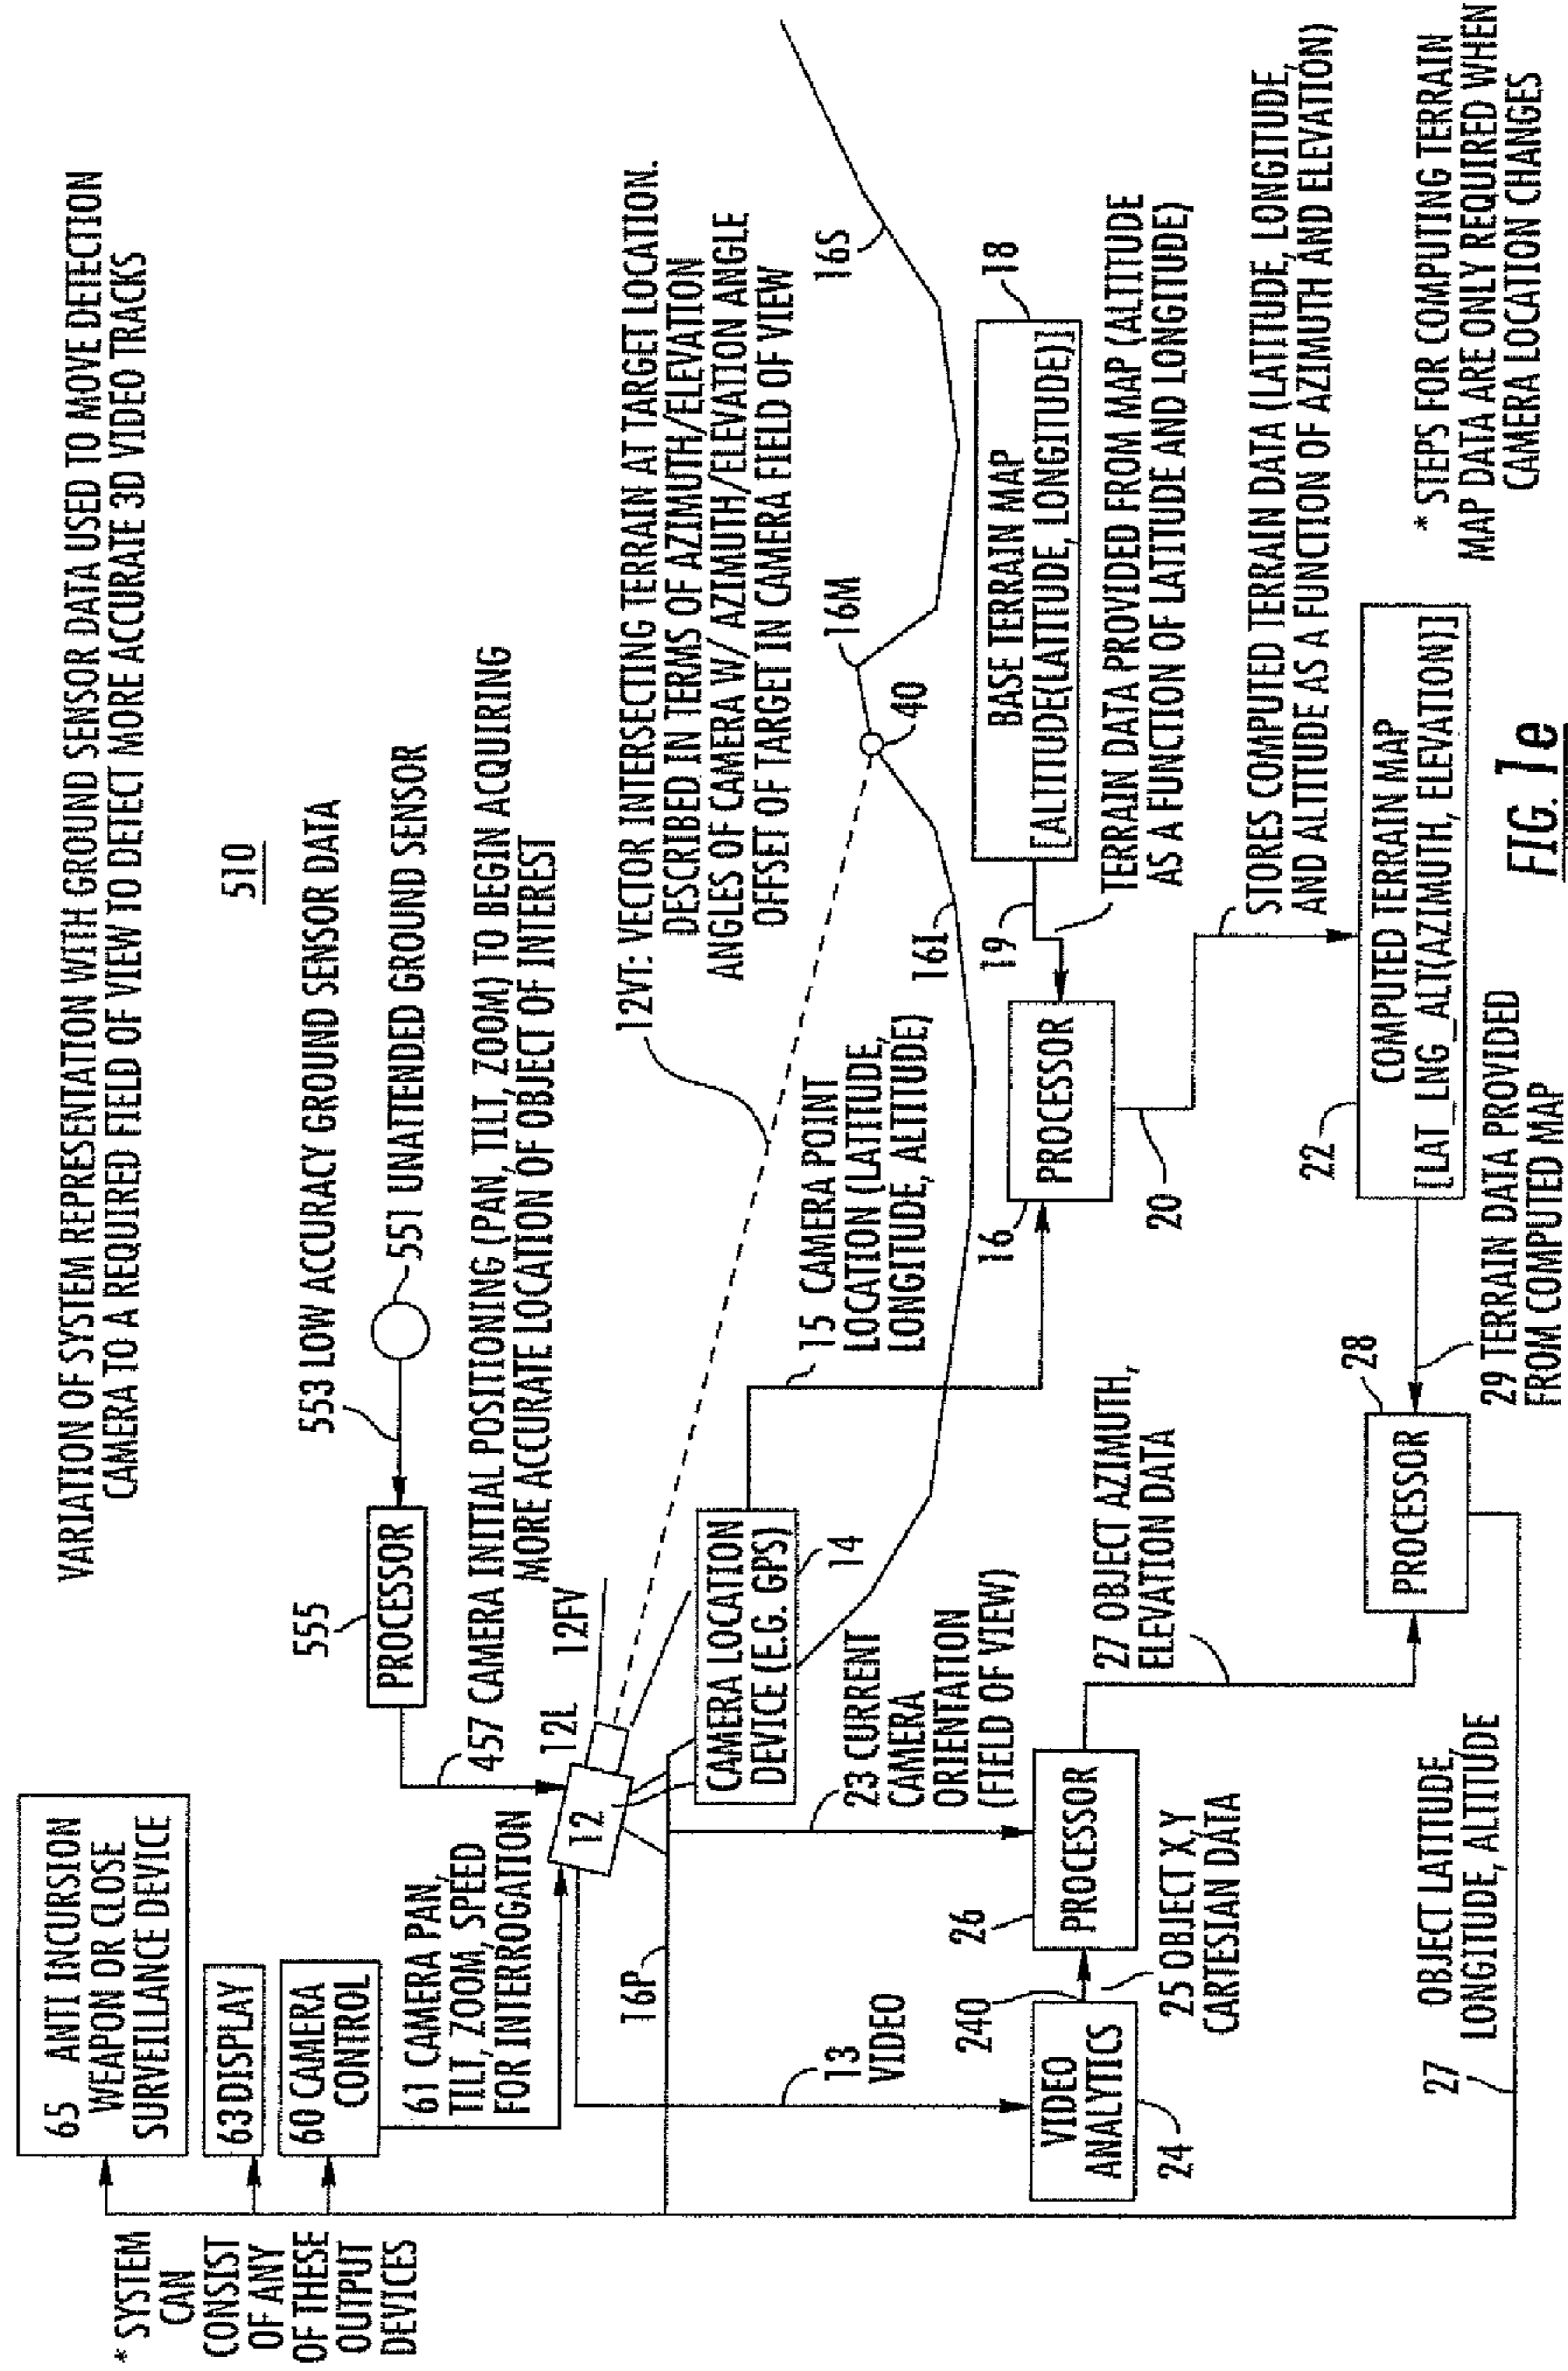 VARIATION OF SYSTEM REPRESENTATION WITH GROUND SENSOR DATA USED TO MOVE DETECTION
CAMERA TO A REQUIRED FIELD OF VIEW TO DETECT MORE ACCURATE 3D VIDEO TRACKS
510
65 ANTI INCURSION
WEAPON OR CLOSE
SURVEILLANCE DEVICE
63 DISPLAY
60 CAMERA
CONTROL
* SYSTEM
CAN
CONSIST
OF ANY
OF THESE
OUTPUT
DEVICES
61 CAMERA PAN,
TILT, ZOOM, SPEED
FOR INTERROGATION
555
PROCESSOR
553 LOW ACCURACY GROUND SENSOR DATA
551 UNATTENDED GROUND SENSOR
457 CAMERA INITIAL POSITIONING (PAN, TILT, ZOOM) TO BEGIN ACQUIRING
MORE ACCURATE LOCATION OF OBJECT OF INTEREST
12L
12FV
12
12VT: VECTOR INTERSECTING TERRAIN AT TARGET LOCATION.
DESCRIBED IN TERMS OF AZIMUTH/ELEVATION
ANGLES OF CAMERA W/ AZIMUTH/ELEVATION ANGLE
OFFSET OF TARGET IN CAMERA FIELD OF VIEW
16P
CAMERA LOCATION
DEVICE (E.G. GPS)
14
15 CAMERA POINT
LOCATION (LATITUDE,
LONGITUDE, ALTITUDE)
16I
40
16M
16S
13
VIDEO
23 CURRENT
CAMERA
ORIENTATION
(FIELD OF VIEW)
VIDEO
ANALYTICS
24
240
25 OBJECT X,Y
CARTESIAN DATA
26
PROCESSOR
27 OBJECT AZIMUTH,
ELEVATION DATA
16
PROCESSOR
19
BASE TERRAIN MAP
[ALTITUDE(LATITUDE, LONGITUDE)]
18
TERRAIN DATA PROVIDED FROM MAP (ALTITUDE
AS A FUNCTION OF LATITUDE AND LONGITUDE)
20
STORES COMPUTED TERRAIN DATA (LATITUDE, LONGITUDE,
AND ALTITUDE AS A FUNCTION OF AZIMUTH AND ELEVATION)
22
COMPUTED TERRAIN MAP
[LAT_LNG_ALT(AZIMUTH, ELEVATION)]
28
PROCESSOR
29 TERRAIN DATA PROVIDED
FROM COMPUTED MAP
27
OBJECT LATITUDE,
LONGITUDE, ALTITUDE
* STEPS FOR COMPUTING TERRAIN
MAP DATA ARE ONLY REQUIRED WHEN
CAMERA LOCATION CHANGES
FIG. 1e